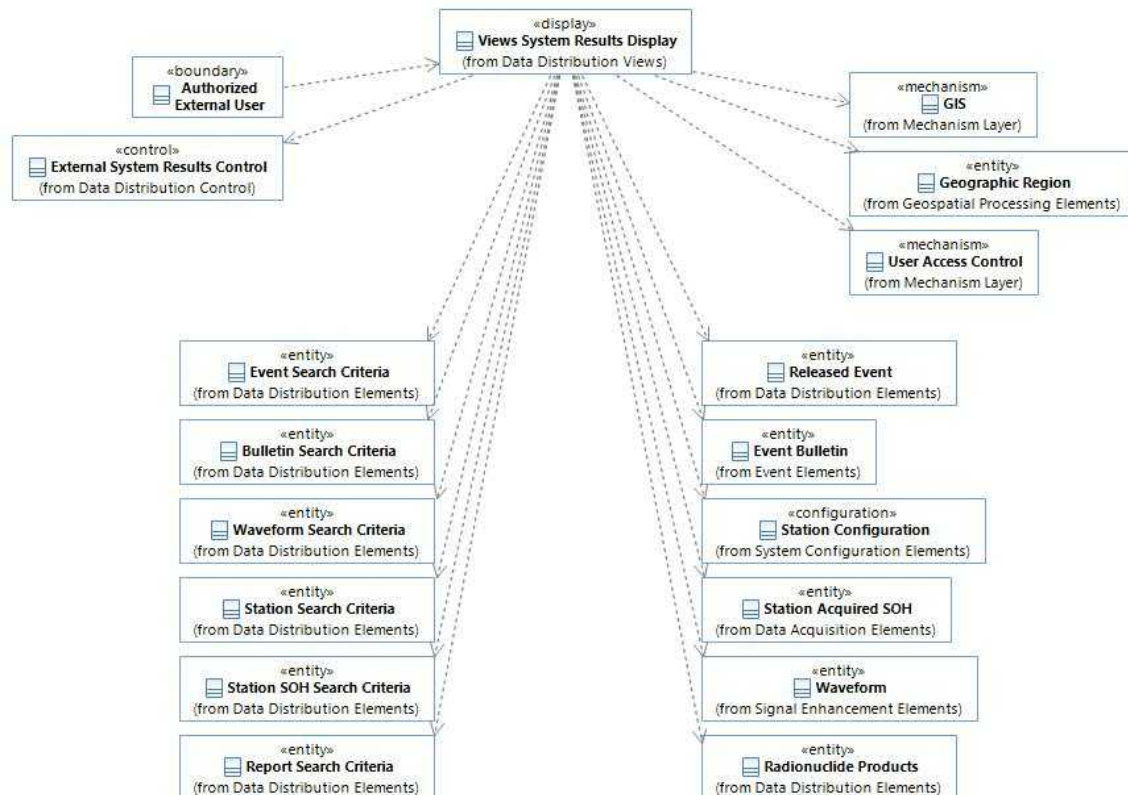 «display»
Views System Results Display
(from Data Distribution Views)
«boundary»
Authorized
External User
«control»
External System Results Control
(from Data Distribution Control)
«mechanism»
GIS
(from Mechanism Layer)
«entity»
Geographic Region
(from Geospatial Processing Elements)
«mechanism»
User Access Control
(from Mechanism Layer)
«entity»
Event Search Criteria
(from Data Distribution Elements)
«entity»
Bulletin Search Criteria
(from Data Distribution Elements)
«entity»
Waveform Search Criteria
(from Data Distribution Elements)
«entity»
Station Search Criteria
(from Data Distribution Elements)
«entity»
Station SOH Search Criteria
(from Data Distribution Elements)
«entity»
Report Search Criteria
(from Data Distribution Elements)
«entity»
Released Event
(from Data Distribution Elements)
«entity»
Event Bulletin
(from Event Elements)
«configuration»
Station Configuration
(from System Configuration Elements)
«entity»
Station Acquired SOH
(from Data Acquisition Elements)
«entity»
Waveform
(from Signal Enhancement Elements)
«entity»
Radionuclide Products
(from Data Distribution Elements)